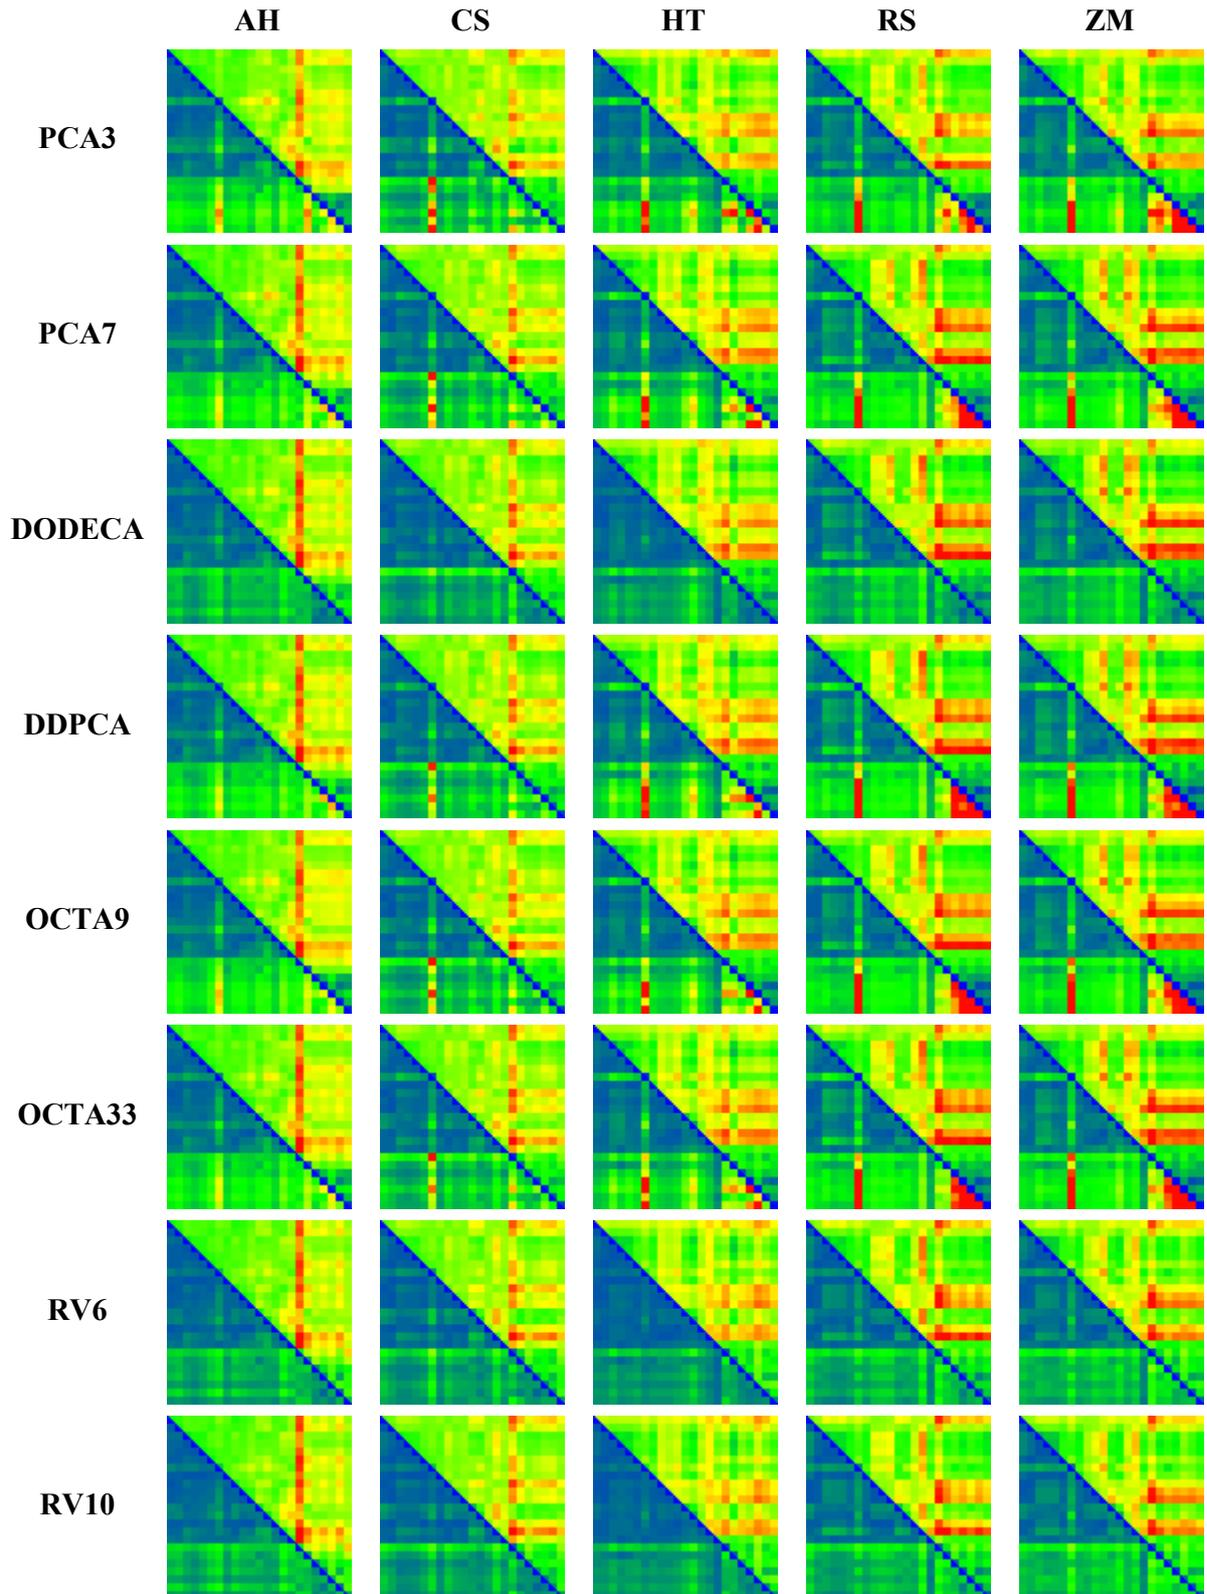 AH CS HT RS ZM
PCA3
PCA7
DODECA
DDPCA
OCTA9
OCTA33
RV6
RV10